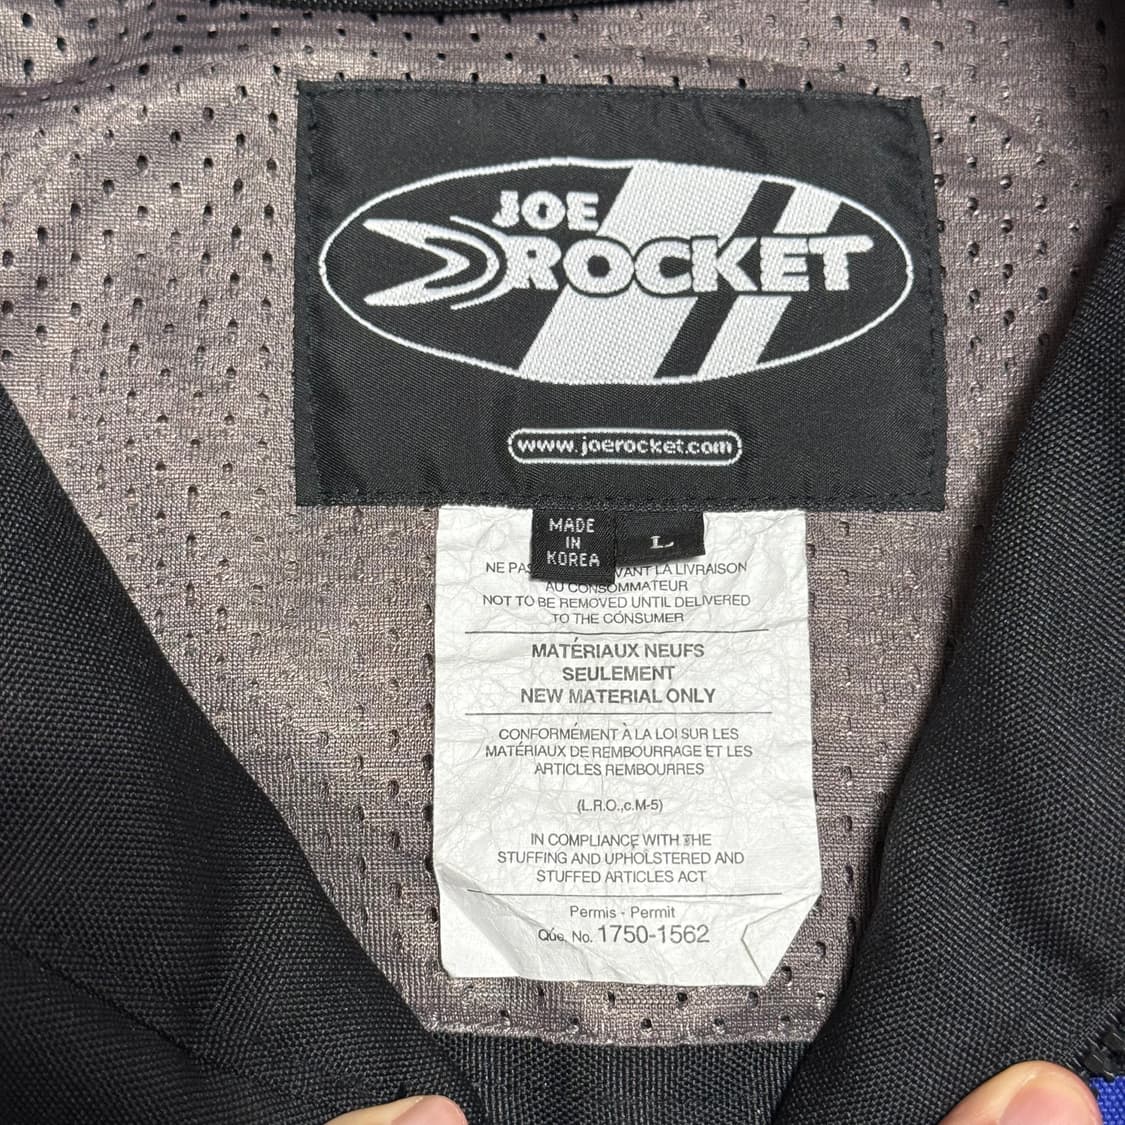 JOE
ROCKET
www.joerocket.com
MADE
IN
KOREA
L
NE PAS VANT LA LIVRAISON
AU CONSOMMATEUR
NOT TO BE REMOVED UNTIL DELIVERED
TO THE CONSUMER
MATÉRIAUX NEUFS
SEULEMENT
NEW MATERIAL ONLY
CONFORMÉMENT À LA LOI SUR LES
MATÉRIAUX DE REMBOURRAGE ET LES
ARTICLES REMBOURRES
(L.R.O.,c.M-5)
IN COMPLIANCE WITH THE
STUFFING AND UPHOLSTERED AND
STUFFED ARTICLES ACT
Permis - Permit
Qúe. No. 1750-1562